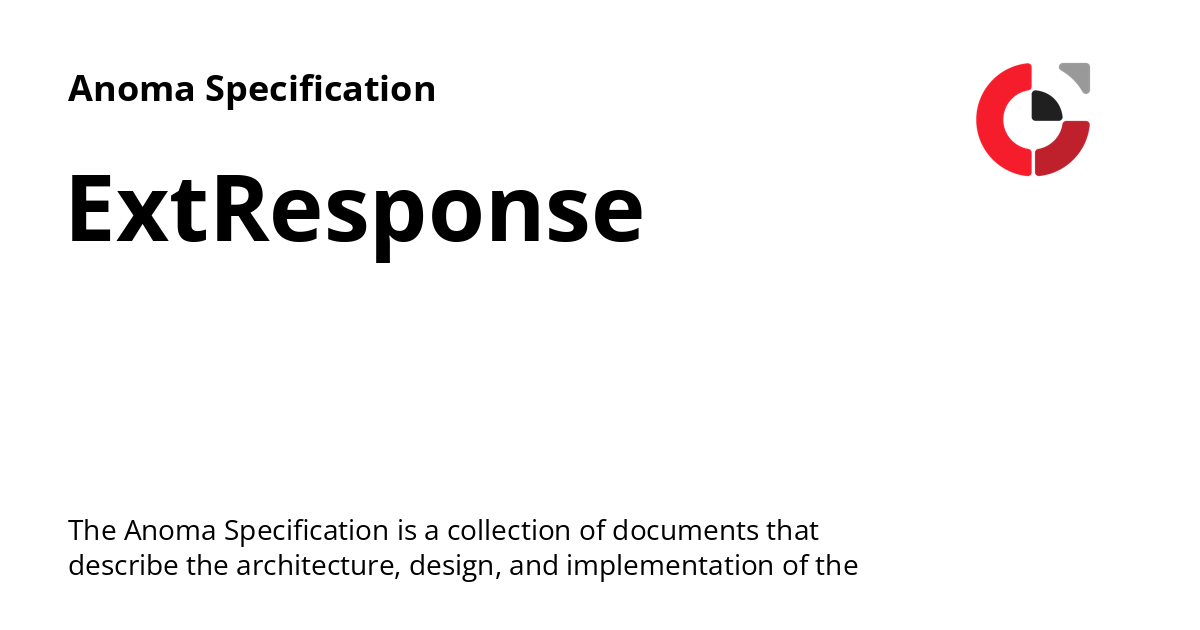 Anoma Specification
ExtResponse
The Anoma Specification is a collection of documents that
describe the architecture, design, and implementation of the